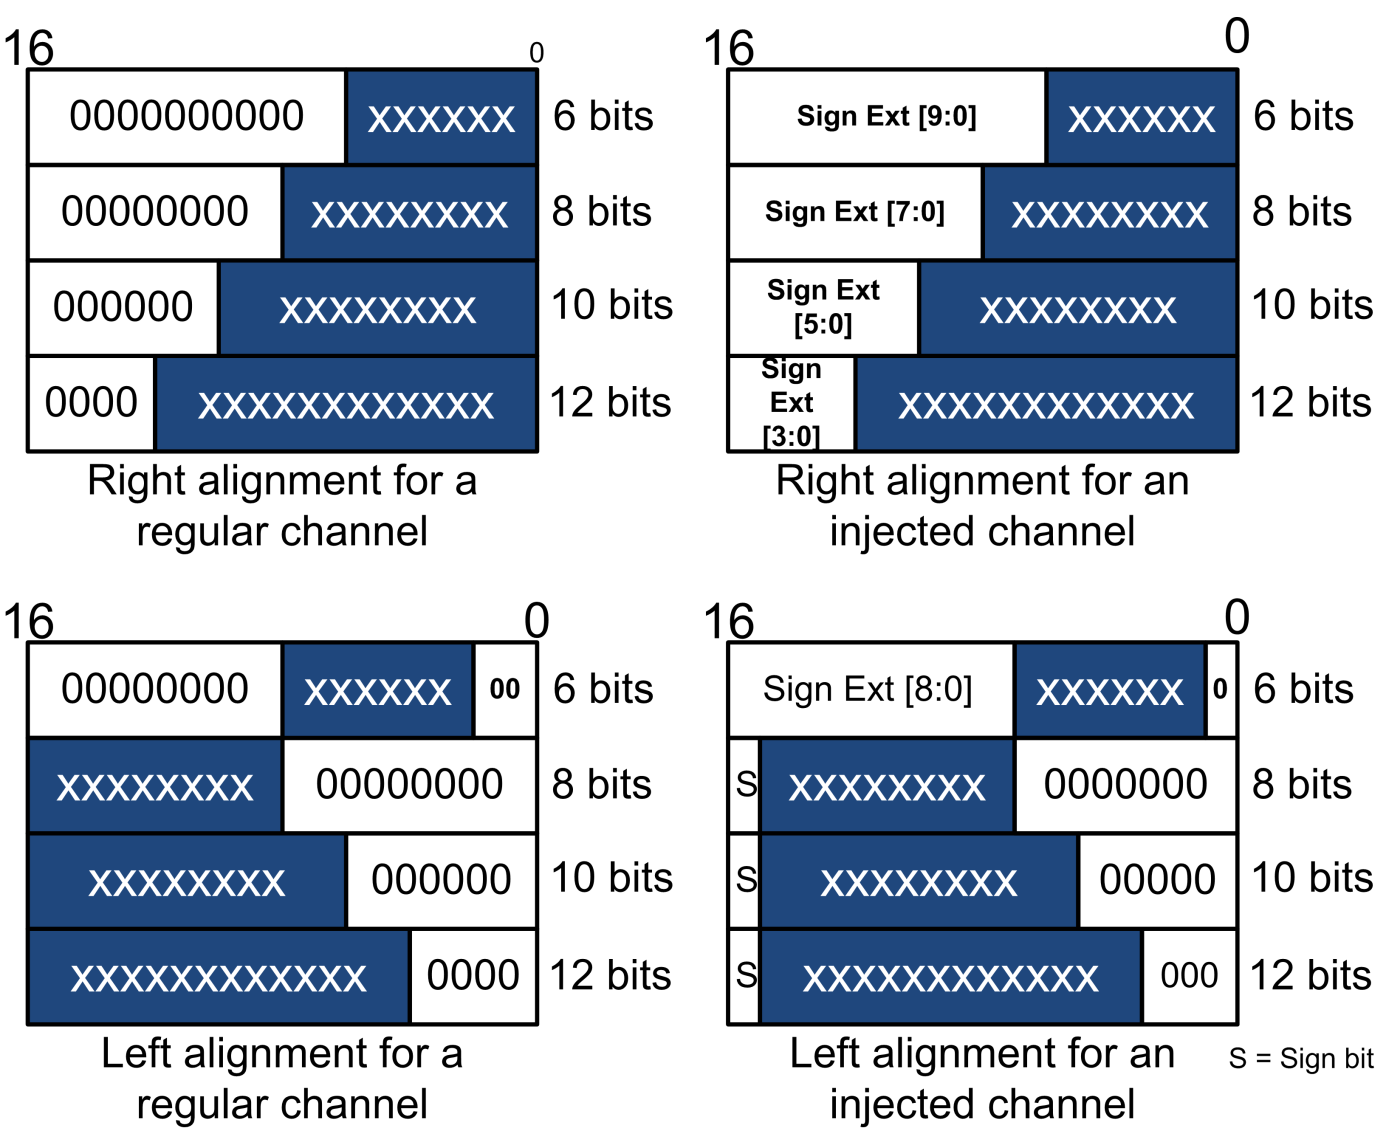 16 0
0000000000 xxxxxx 6 bits
00000000 xxxxxxxx 8 bits
000000 xxxxxxxx 10 bits
0000 xxxxxxxxxxxx 12 bits
Right alignment for a
regular channel
16 0
Sign Ext [9:0] xxxxxx 6 bits
Sign Ext [7:0] xxxxxxxx 8 bits
Sign Ext
[5:0] xxxxxxxx 10 bits
Sign
Ext
[3:0] xxxxxxxxxxxx 12 bits
Right alignment for an
injected channel
16 0
00000000 xxxxxx 00 6 bits
xxxxxxxx 00000000 8 bits
xxxxxxxx 000000 10 bits
xxxxxxxxxxxx 0000 12 bits
Left alignment for a
regular channel
16 0
Sign Ext [8:0] xxxxxx 0 6 bits
S xxxxxxxx 0000000 8 bits
S xxxxxxxx 00000 10 bits
S xxxxxxxxxxxx 000 12 bits
Left alignment for an
injected channel
S = Sign bit